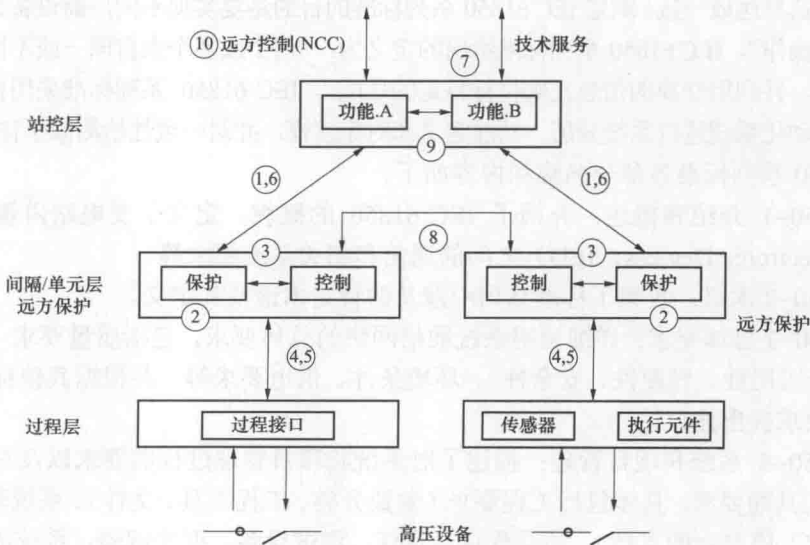 ⑩远方控制(NCC)
技术服务
⑦
站控层
功能.A
功能.B
⑨
1,6
1,6
③
⑧
③
间隔/单元层
远方保护
保护
控制
控制
保护
②
②
远方保护
4,5
4,5
过程层
过程接口
传感器
执行元件
高压设备